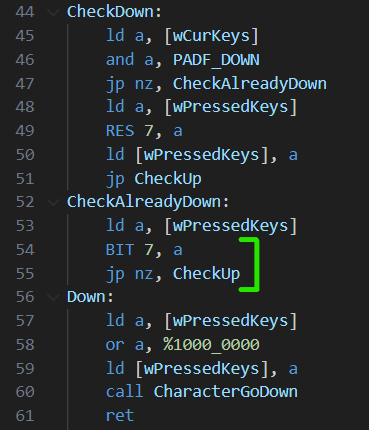 44 CheckDown:
45 ld a, [wCurKeys]
46 and a, PADF_DOWN
47 jp nz, CheckAlreadyDown
48 ld a, [wPressedKeys]
49 RES 7, a
50 ld [wPressedKeys], a
51 jp CheckUp
52 CheckAlreadyDown:
53 ld a, [wPressedKeys]
54 BIT 7, a
55 jp nz, CheckUp
56 Down:
57 ld a, [wPressedKeys]
58 or a, %1000_0000
59 ld [wPressedKeys], a
60 call CharacterGoDown
61 ret